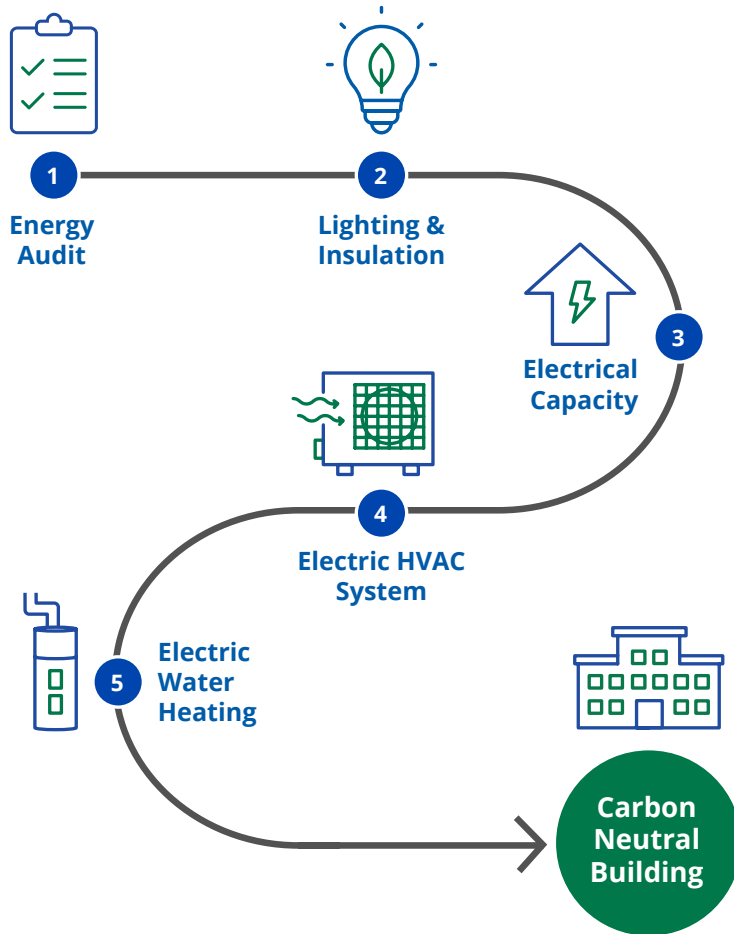 1
Energy
Audit
2
Lighting &
Insulation
3
Electrical
Capacity
4
Electric HVAC
System
5
Electric
Water
Heating
Carbon
Neutral
Building